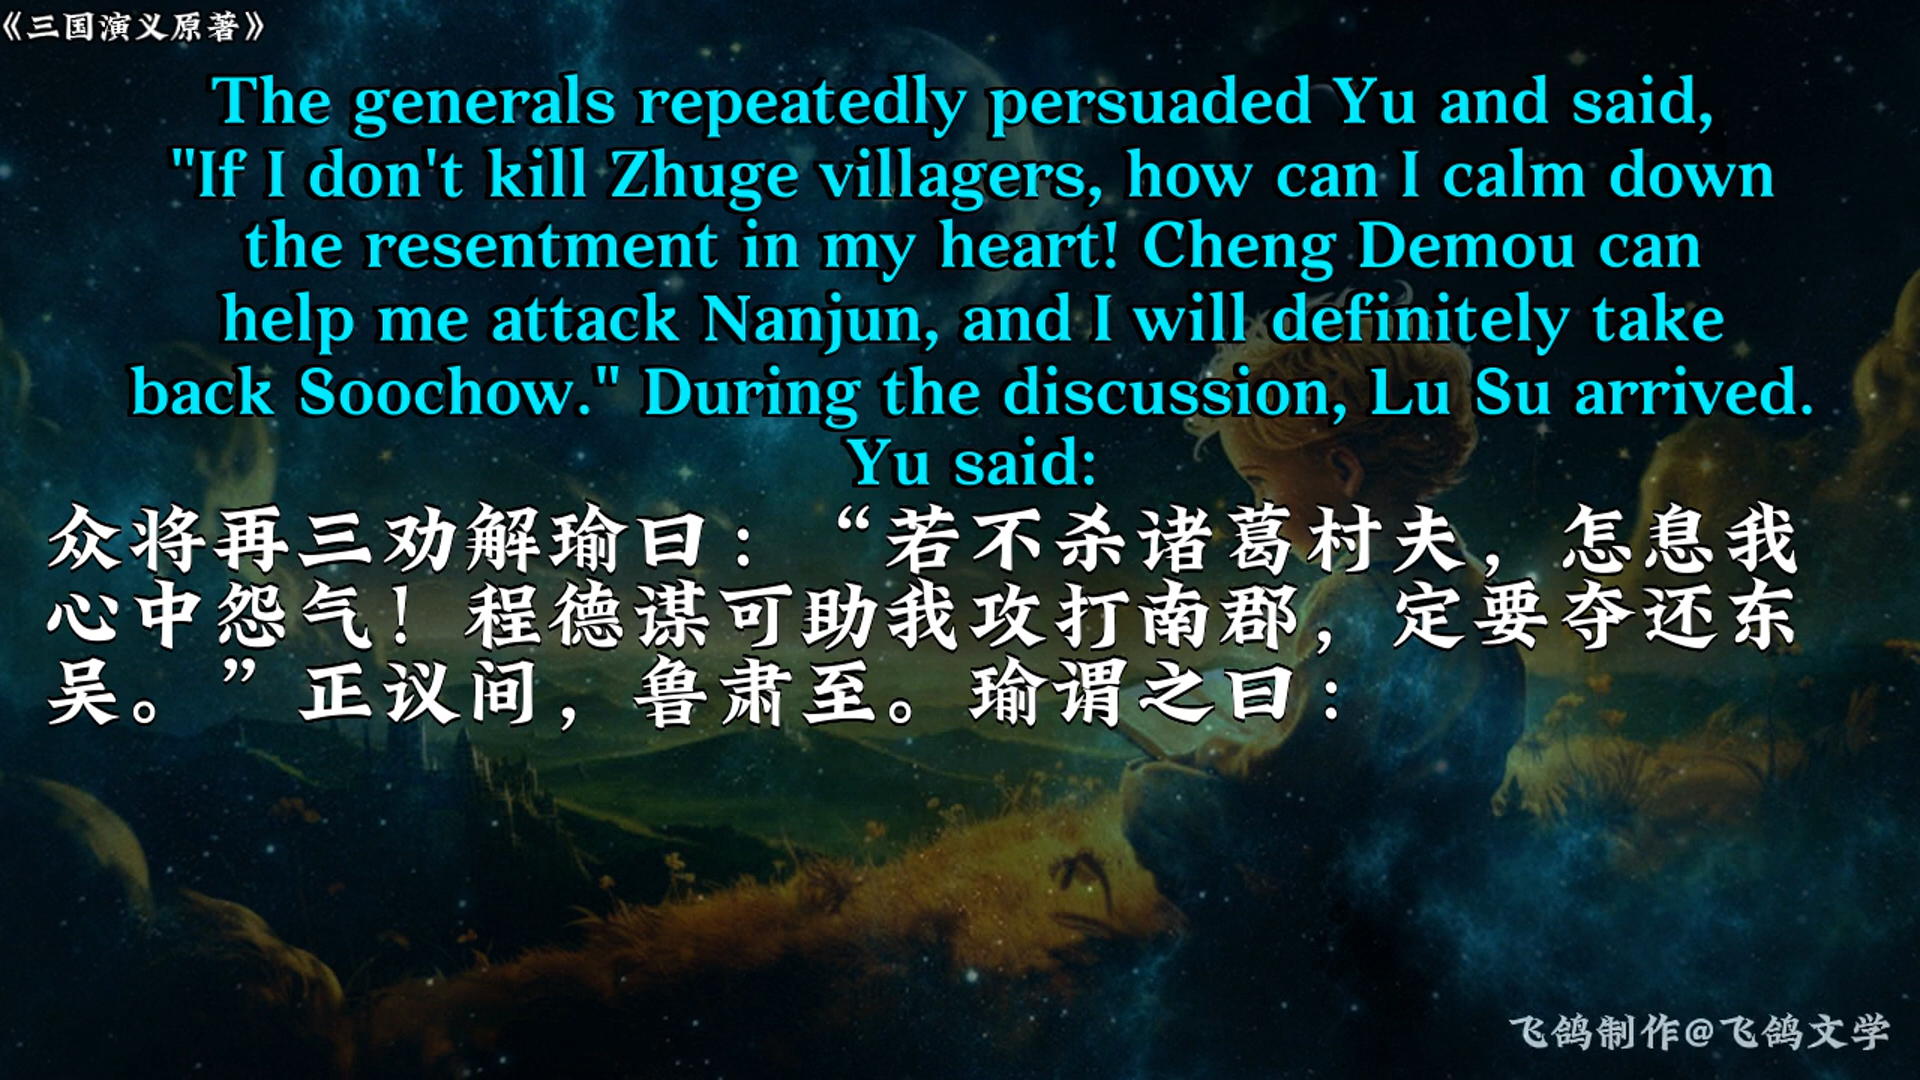 《三国演义原著》
The generals repeatedly persuaded Yu and said,
"If I don't kill Zhuge villagers, how can I calm down
the resentment in my heart! Cheng Demou can
help me attack Nanjun, and I will definitely take
back Soochow." During the discussion, Lu Su arrived.
Yu said:
众将再三劝解瑜曰：“若不杀诸葛村夫，怎息我
心中怨气！程德谋可助我攻打南郡，定要夺还东
吴。”正议间，鲁肃至。瑜谓之曰：
飞鸽制作@飞鸽文学